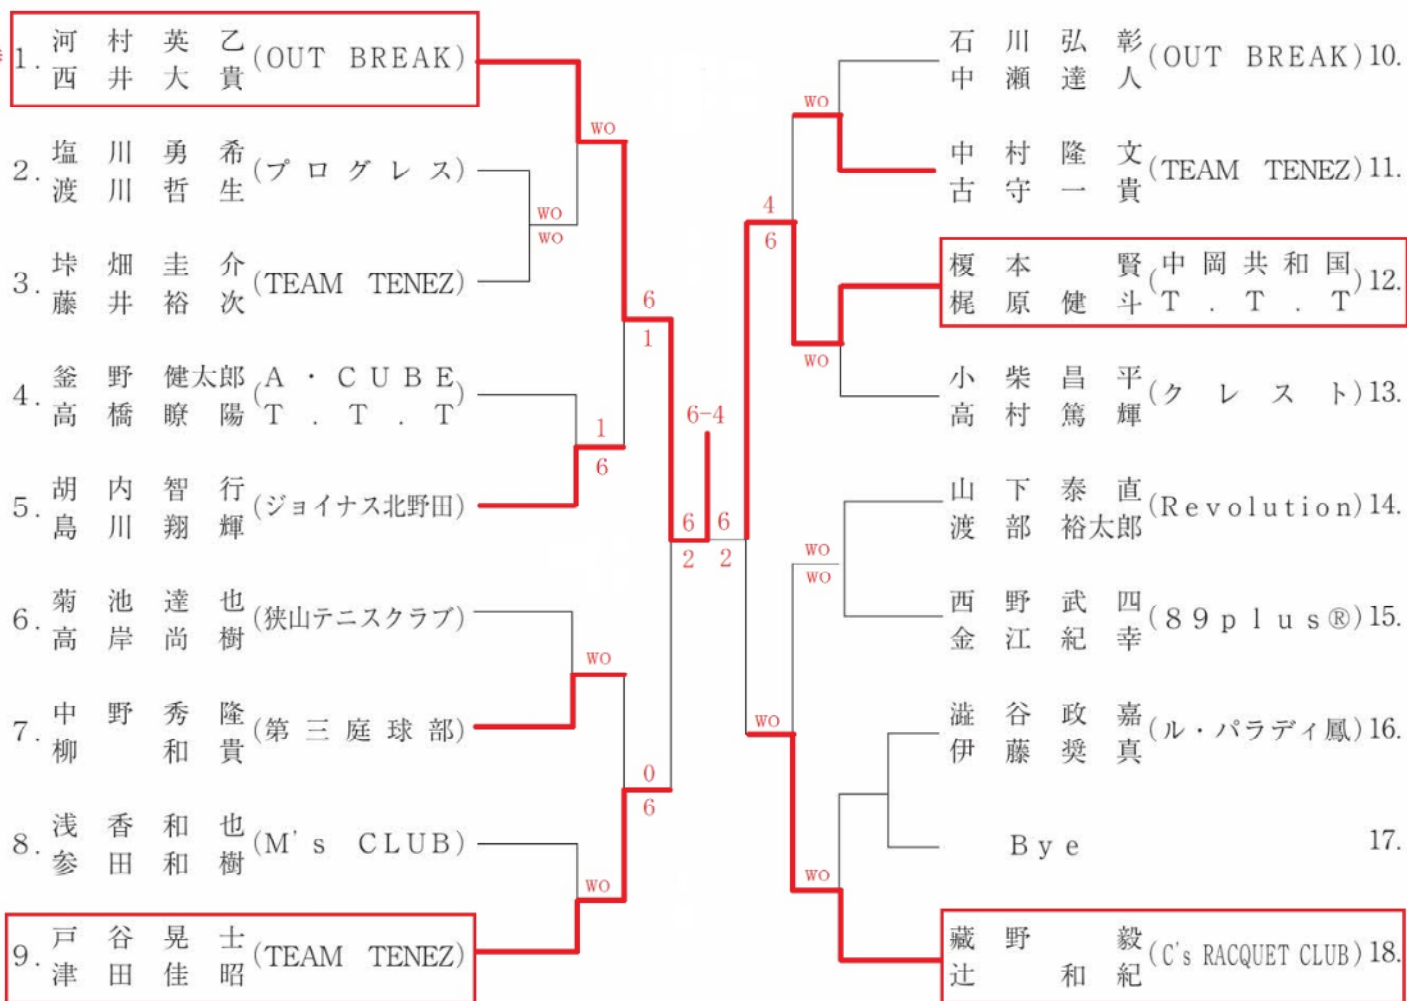 1. 河村英乙
西井大貴 (OUT BREAK)
2. 塩川勇希
渡川哲生 (プログレス)
3. 垰畑圭介
藤井裕次 (TEAM TENEZ)
4. 釜野健太郎 (A・CUBE
高橋瞭陽 T.T.T)
5. 胡内智行
島川翔輝 (ジョイナス北野田)
6. 菊池達也
高岸尚樹 (狭山テニスクラブ)
7. 中野秀隆
柳和貴 (第三庭球部)
8. 浅香和也
参田和樹 (M's CLUB)
9. 戸谷晃士
津田佳昭 (TEAM TENEZ)
WO
WO
WO
6
1
1
6
WO
0
6
WO
6-4
6
2
6
2
石川弘彰
中瀬達人 (OUT BREAK) 10.
中村隆文
古守一貴 (TEAM TENEZ) 11.
榎本賢 (中岡共和国
梶原健斗 T.T.T) 12.
小柴昌平
高村篤輝 (クレスト) 13.
山下泰直
渡部裕太郎 (Revolution) 14.
西野武四
金江紀幸 (89plus®) 15.
澁谷政嘉
伊藤奨真 (ル・パラディ鳳) 16.
Bye 17.
藏野毅
辻和紀 (C's RACQUET CLUB) 18.
WO
4
6
WO
WO
WO
WO
WO